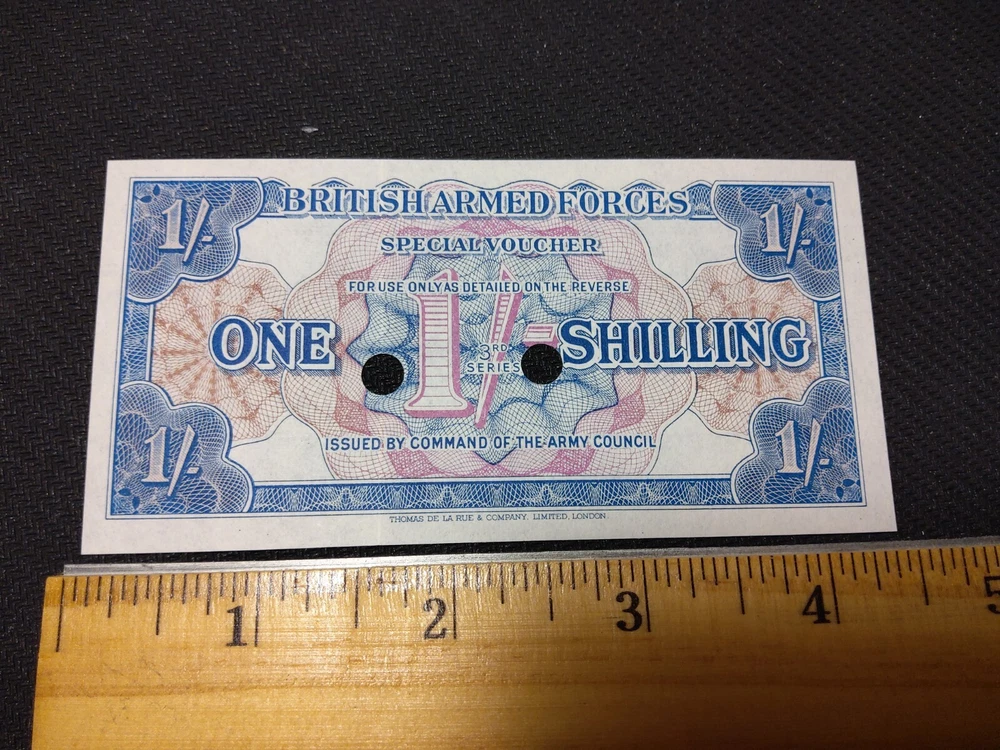 BRITISH ARMED FORCES
1/- 1/-
SPECIAL VOUCHER
FOR USE ONLY AS DETAILED ON THE REVERSE
ONE 1/- SHILLING
3RD
SERIES
ISSUED BY COMMAND OF THE ARMY COUNCIL
1/- 1/-
THOMAS DE LA RUE & COMPANY, LIMITED, LONDON.
1 2 3 4 5